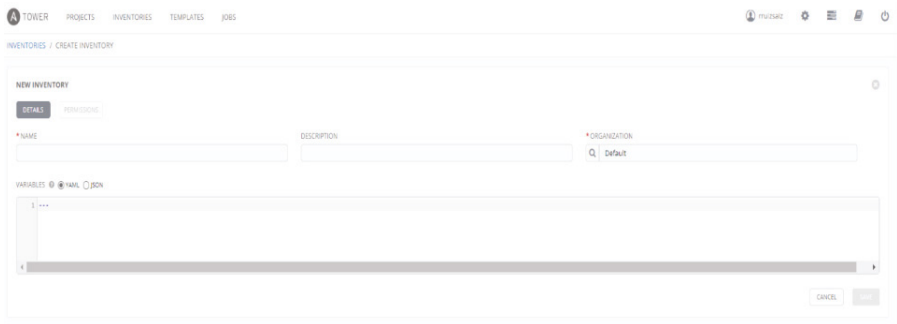 A TOWER PROJECTS INVENTORIES TEMPLATES JOBS
INVENTORIES / CREATE INVENTORY
NEW INVENTORY
DETAILS PERMISSIONS
* NAME DESCRIPTION * ORGANIZATION
Default
VARIABLES YAML JSON
1 ---
CANCEL